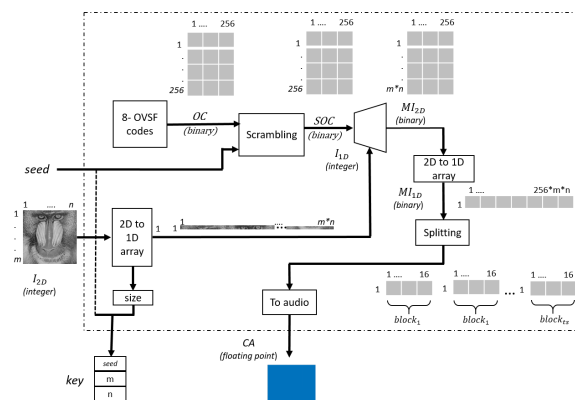 1 .... 256
1 .... 256
1 .... 256
1
.
.
256
1
.
.
256
1
.
.
m*n
8- OVSF
codes
OC
(binary)
Scrambling
SOC
(binary)
MI2D
(binary)
I1D
(integer)
seed
2D to 1D
array
MI1D
(binary)
1 .... 256*m*n
1
1 .... n
1
.
.
.
m
I2D
(integer)
2D to
1D
array
1
1
1 .... m*n
Splitting
size
To audio
1 .... 16
1 .... 16
1 .... 16
1
1
...
1
block1
block1
blocktx
CA
(floating point)
key
seed
m
n